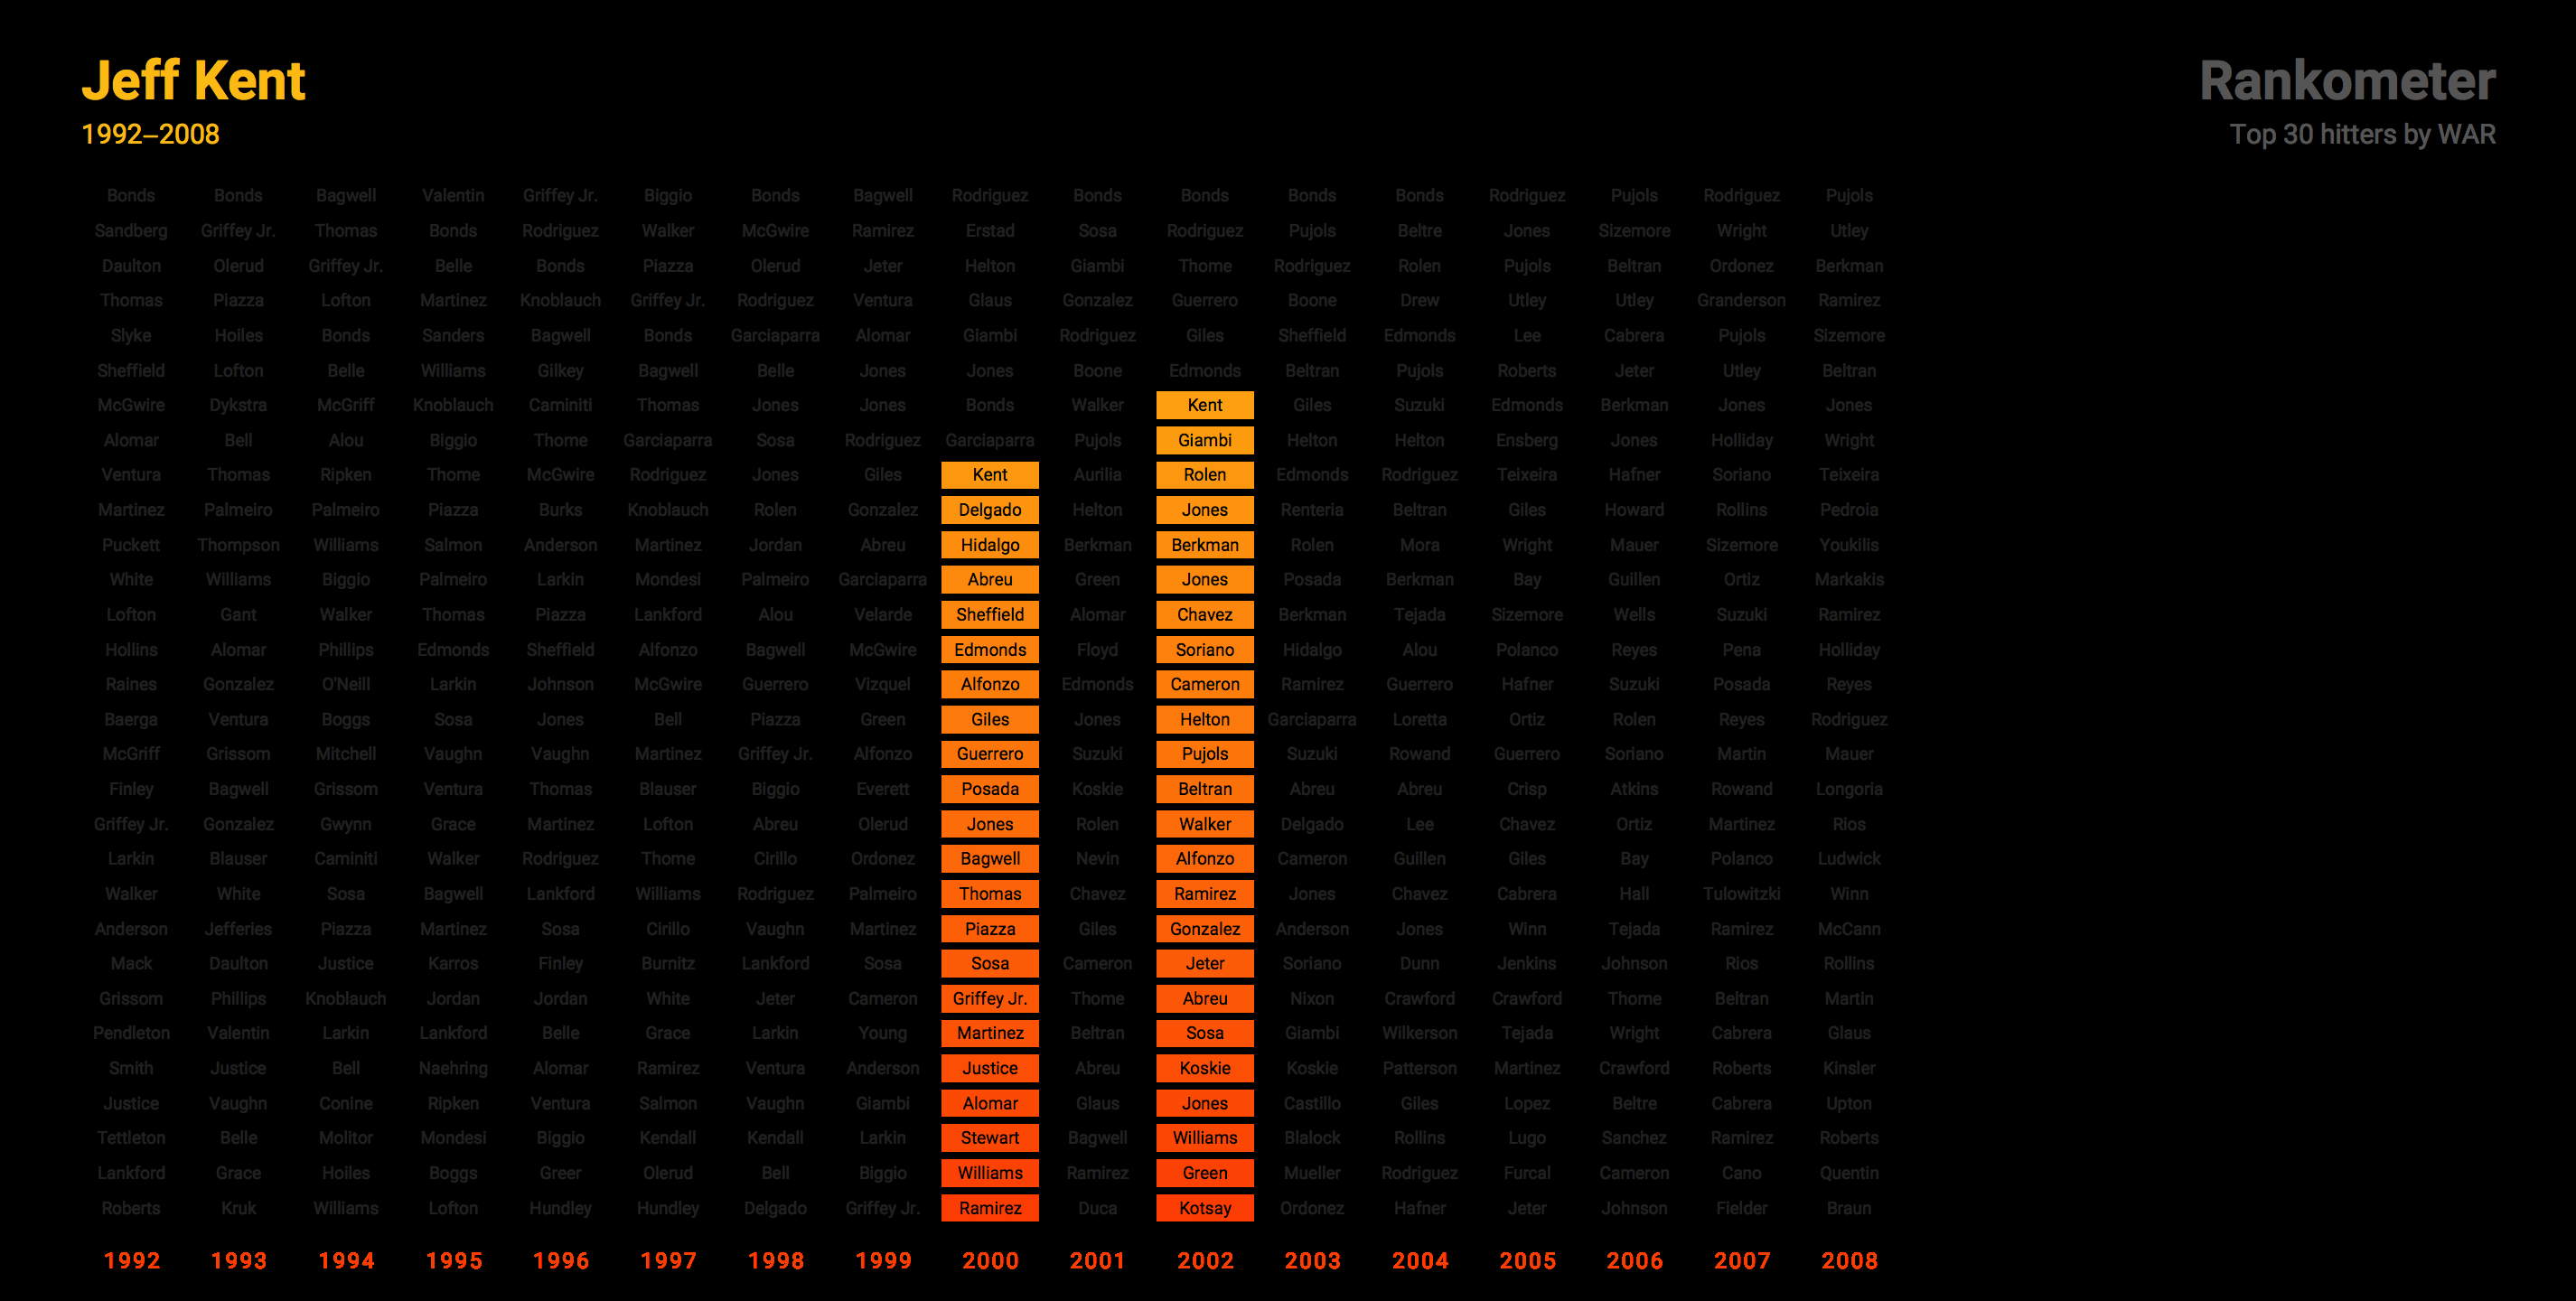 Jeff Kent
1992–2008
Rankometer
Top 30 hitters by WAR
Bonds Bonds Bagwell Valentin Griffey Jr. Biggio Bonds Bagwell Rodriguez Bonds Bonds Bonds Bonds Rodriguez Pujols Rodriguez Pujols
Sandberg Griffey Jr. Thomas Bonds Rodriguez Walker McGwire Ramirez Erstad Sosa Rodriguez Pujols Beltre Jones Sizemore Wright Utley
Daulton Olerud Griffey Jr. Belle Bonds Piazza Olerud Jeter Helton Giambi Thome Rodriguez Rolen Pujols Beltran Ordonez Berkman
Thomas Piazza Lofton Martinez Knoblauch Griffey Jr. Rodriguez Ventura Glaus Gonzalez Guerrero Boone Drew Utley Utley Granderson Ramirez
Slyke Hoiles Bonds Sanders Bagwell Bonds Garciaparra Alomar Giambi Rodriguez Giles Sheffield Edmonds Lee Cabrera Pujols Sizemore
Sheffield Lofton Belle Williams Gilkey Bagwell Belle Jones Jones Boone Edmonds Beltran Pujols Roberts Jeter Utley Beltran
McGwire Dykstra McGriff Knoblauch Caminiti Thomas Jones Jones Bonds Walker Kent Giles Suzuki Edmonds Berkman Jones Jones
Alomar Bell Alou Biggio Thome Garciaparra Sosa Rodriguez Garciaparra Pujols Giambi Helton Helton Ensberg Jones Holliday Wright
Ventura Thomas Ripken Thome McGwire Rodriguez Jones Giles Kent Aurilia Rolen Edmonds Rodriguez Teixeira Hafner Soriano Teixeira
Martinez Palmeiro Palmeiro Piazza Burks Knoblauch Rolen Gonzalez Delgado Helton Jones Renteria Beltran Giles Howard Rollins Pedroia
Puckett Thompson Williams Salmon Anderson Martinez Jordan Abreu Hidalgo Berkman Berkman Rolen Mora Wright Mauer Sizemore Youkilis
White Williams Biggio Palmeiro Larkin Mondesi Palmeiro Garciaparra Abreu Green Jones Posada Berkman Bay Guillen Ortiz Markakis
Lofton Gant Walker Thomas Piazza Lankford Alou Velarde Sheffield Alomar Chavez Berkman Tejada Sizemore Wells Suzuki Ramirez
Hollins Alomar Phillips Edmonds Sheffield Alfonzo Bagwell McGwire Edmonds Floyd Soriano Hidalgo Alou Polanco Reyes Pena Holliday
Raines Gonzalez O'Neill Larkin Johnson McGwire Guerrero Vizquel Alfonzo Edmonds Cameron Ramirez Guerrero Hafner Suzuki Posada Reyes
Baerga Ventura Boggs Sosa Jones Bell Piazza Green Giles Jones Helton Garciaparra Loretta Ortiz Rolen Reyes Rodriguez
McGriff Grissom Mitchell Vaughn Vaughn Martinez Griffey Jr. Alfonzo Guerrero Suzuki Pujols Suzuki Rowand Guerrero Soriano Martin Mauer
Finley Bagwell Grissom Ventura Thomas Blauser Biggio Everett Posada Koskie Beltran Abreu Abreu Crisp Atkins Rowand Longoria
Griffey Jr. Gonzalez Gwynn Grace Martinez Lofton Abreu Olerud Jones Rolen Walker Delgado Lee Chavez Ortiz Martinez Rios
Larkin Blauser Caminiti Walker Rodriguez Thome Cirillo Ordonez Bagwell Nevin Alfonzo Cameron Guillen Giles Bay Polanco Ludwick
Walker White Sosa Bagwell Lankford Williams Rodriguez Palmeiro Thomas Chavez Ramirez Jones Chavez Cabrera Hall Tulowitzki Winn
Anderson Jefferies Piazza Martinez Sosa Cirillo Vaughn Martinez Piazza Giles Gonzalez Anderson Jones Winn Tejada Ramirez McCann
Mack Daulton Justice Karros Finley Burnitz Lankford Sosa Sosa Cameron Jeter Soriano Dunn Jenkins Johnson Rios Rollins
Grissom Phillips Knoblauch Jordan Jordan White Jeter Cameron Griffey Jr. Thome Abreu Nixon Crawford Crawford Thome Beltran Martin
Pendleton Valentin Larkin Lankford Belle Grace Larkin Young Martinez Beltran Sosa Giambi Wilkerson Tejada Wright Cabrera Glaus
Smith Justice Bell Naehring Alomar Ramirez Ventura Anderson Justice Abreu Koskie Koskie Patterson Martinez Crawford Roberts Kinsler
Justice Vaughn Conine Ripken Ventura Salmon Vaughn Giambi Alomar Glaus Jones Castillo Giles Lopez Beltre Cabrera Upton
Tettleton Belle Molitor Mondesi Biggio Kendall Kendall Larkin Stewart Bagwell Williams Blalock Rollins Lugo Sanchez Ramirez Roberts
Lankford Grace Hoiles Boggs Greer Olerud Bell Biggio Williams Ramirez Green Mueller Rodriguez Furcal Cameron Cano Quentin
Roberts Kruk Williams Lofton Hundley Hundley Delgado Griffey Jr. Ramirez Duca Kotsay Ordonez Hafner Jeter Johnson Fielder Braun
1992 1993 1994 1995 1996 1997 1998 1999 2000 2001 2002 2003 2004 2005 2006 2007 2008